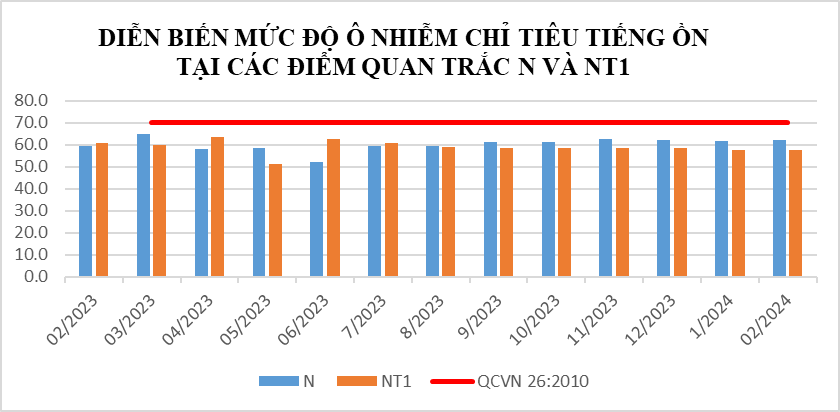 DIỄN BIẾN MỨC ĐỘ Ô NHIỄM CHỈ TIÊU TIẾNG ỒN
TẠI CÁC ĐIỂM QUAN TRẮC N VÀ NT1
80.0
70.0
60.0
50.0
40.0
30.0
20.0
10.0
0.0
02/2023 03/2023 04/2023 05/2023 06/2023 7/2023 8/2023 9/2023 10/2023 11/2023 12/2023 1/2024 02/2024
N NT1 QCVN 26:2010